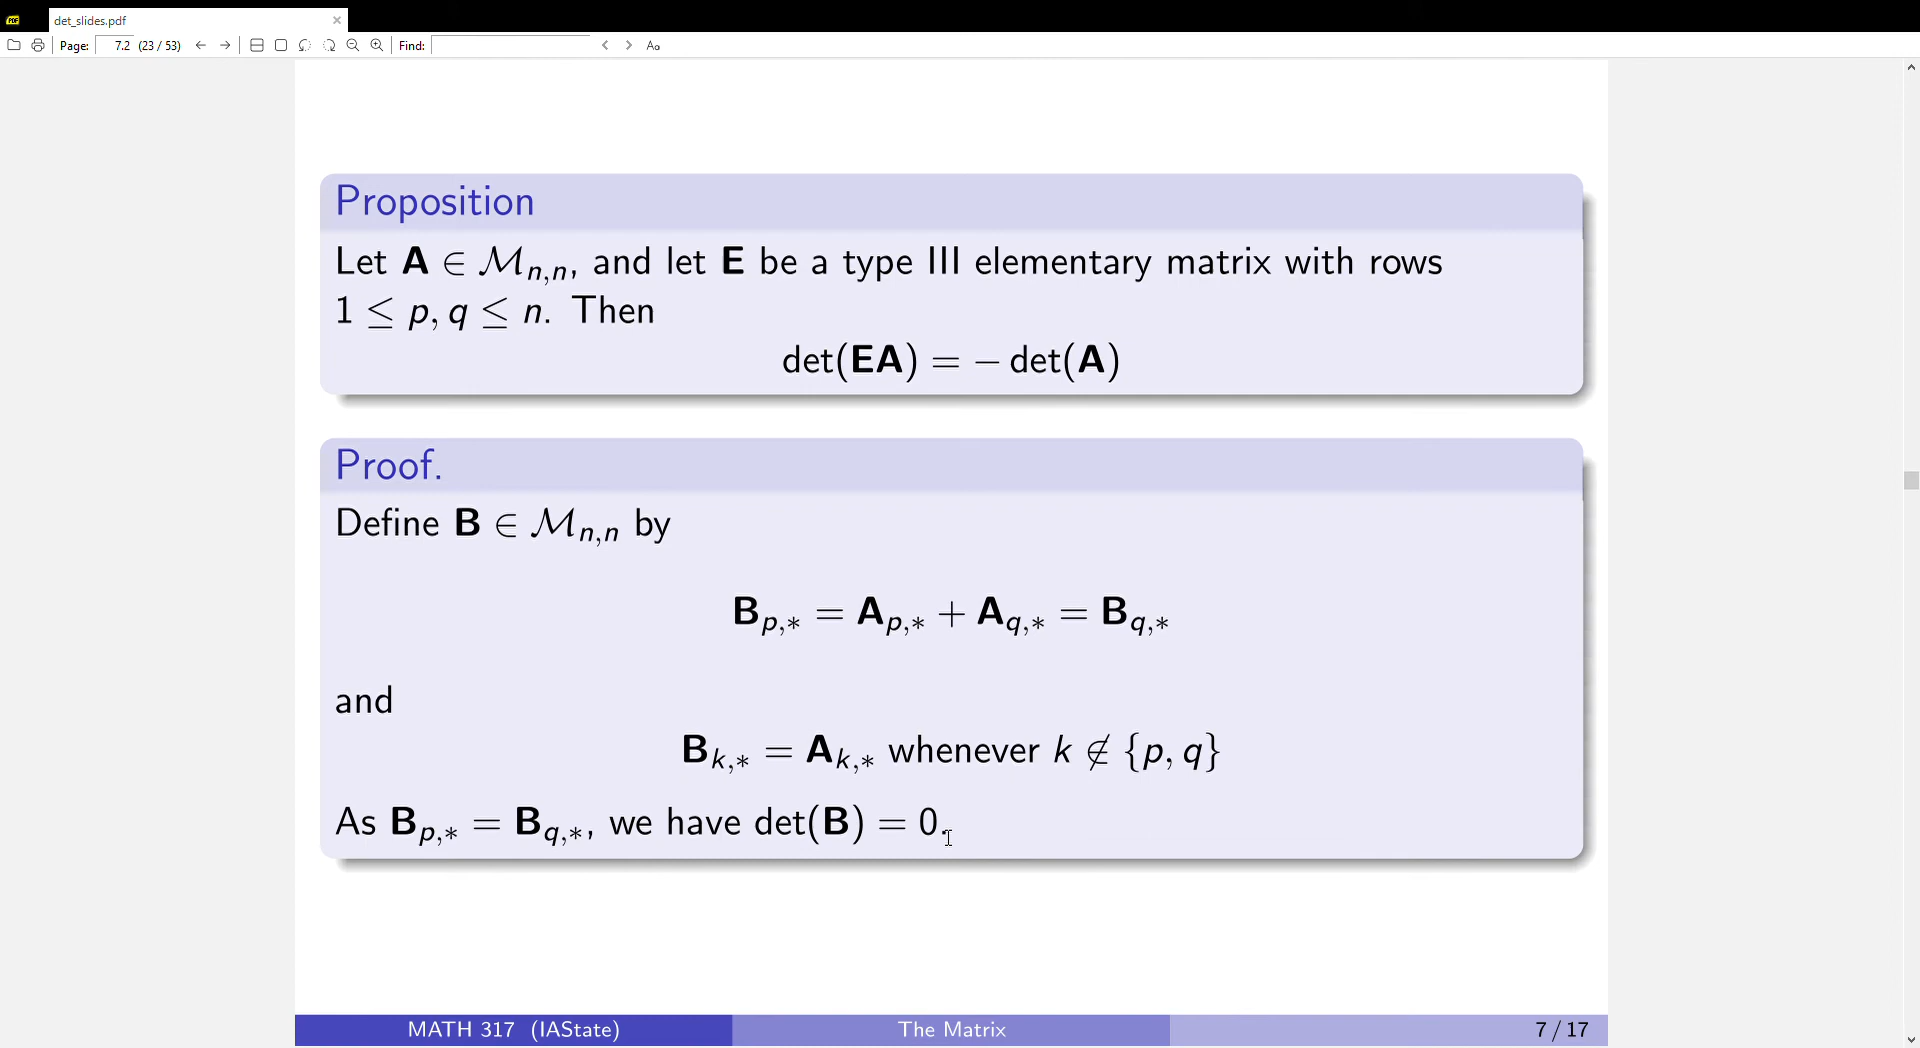 det_slides.pdf
Page: 7.2 (23 / 53) Find: Aa
Proposition
Let A ∈ ℳn,n, and let E be a type III elementary matrix with rows
1 ≤ p, q ≤ n. Then
det(EA) = − det(A)
Proof.
Define B ∈ ℳn,n by
Bp,∗ = Ap,∗ + Aq,∗ = Bq,∗
and
Bk,∗ = Ak,∗ whenever k ∉ {p, q}
As Bp,∗ = Bq,∗, we have det(B) = 0.
MATH 317 (IAState) The Matrix 7 / 17